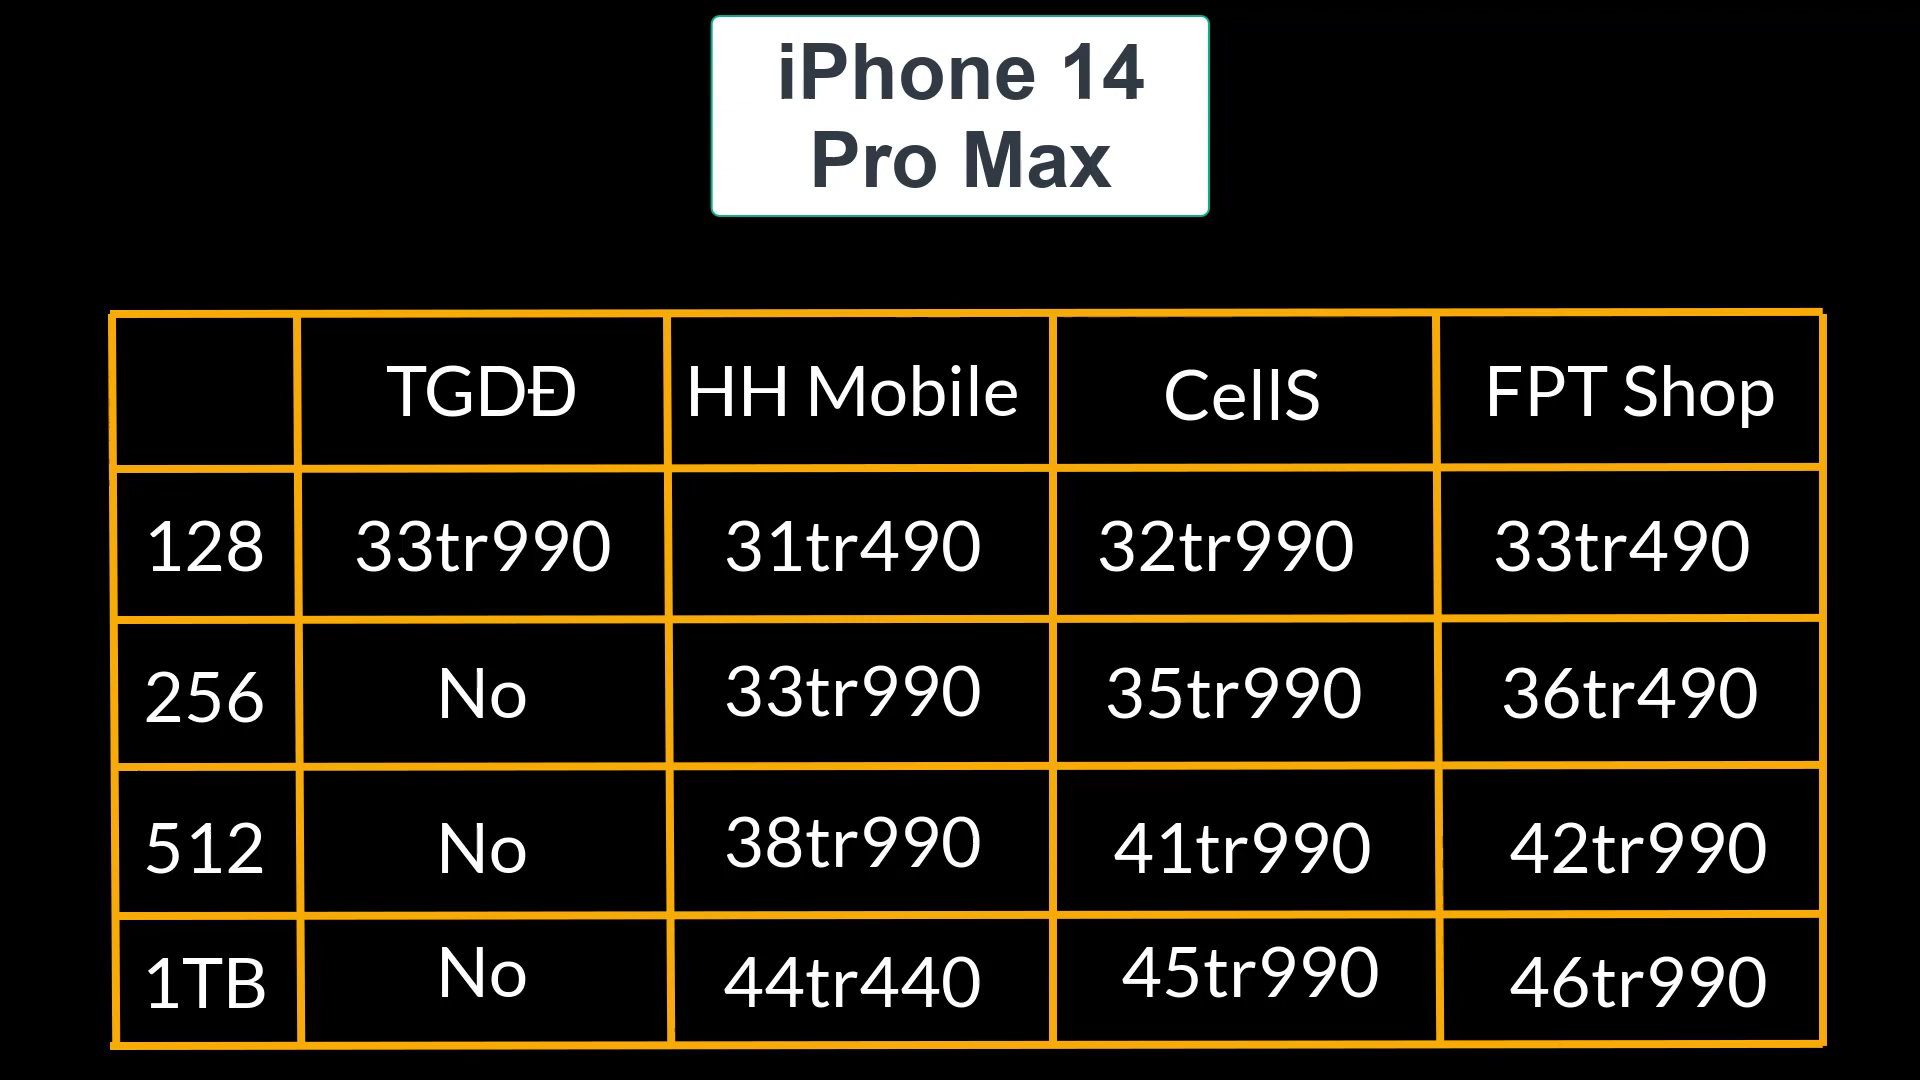 iPhone 14
Pro Max
TGDĐ HH Mobile CellS FPT Shop
128 33tr990 31tr490 32tr990 33tr490
256 No 33tr990 35tr990 36tr490
512 No 38tr990 41tr990 42tr990
1TB No 44tr440 45tr990 46tr990